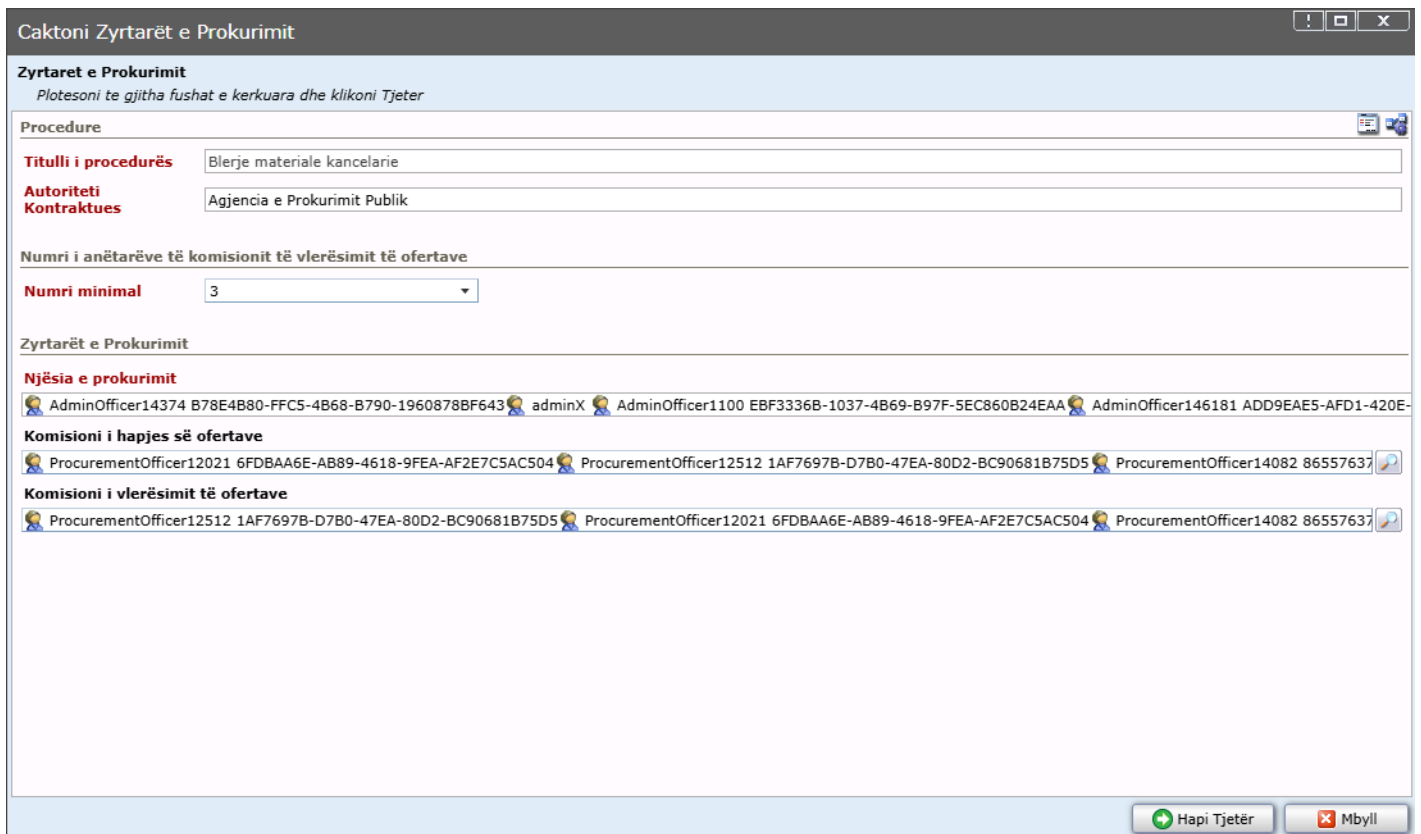 Caktoni Zyrtarët e Prokurimit
Zyrtaret e Prokurimit
Plotesoni te gjitha fushat e kerkuara dhe klikoni Tjeter
Procedure
Titulli i procedurës Blerje materiale kancelarie
Autoriteti
Kontraktues Agjencia e Prokurimit Publik
Numri i anëtarëve të komisionit të vlerësimit të ofertave
Numri minimal 3
Zyrtarët e Prokurimit
Njësia e prokurimit
AdminOfficer14374 B78E4B80-FFC5-4B68-B790-1960878BF643 adminX AdminOfficer1100 EBF3336B-1037-4B69-B97F-5EC860B24EAA AdminOfficer146181 ADD9EAE5-AFD1-420E-
Komisioni i hapjes së ofertave
ProcurementOfficer12021 6FDBAA6E-AB89-4618-9FEA-AF2E7C5AC504 ProcurementOfficer12512 1AF7697B-D7B0-47EA-80D2-BC90681B75D5 ProcurementOfficer14082 86557637
Komisioni i vlerësimit të ofertave
ProcurementOfficer12512 1AF7697B-D7B0-47EA-80D2-BC90681B75D5 ProcurementOfficer12021 6FDBAA6E-AB89-4618-9FEA-AF2E7C5AC504 ProcurementOfficer14082 86557637
Hapi Tjetër Mbyll